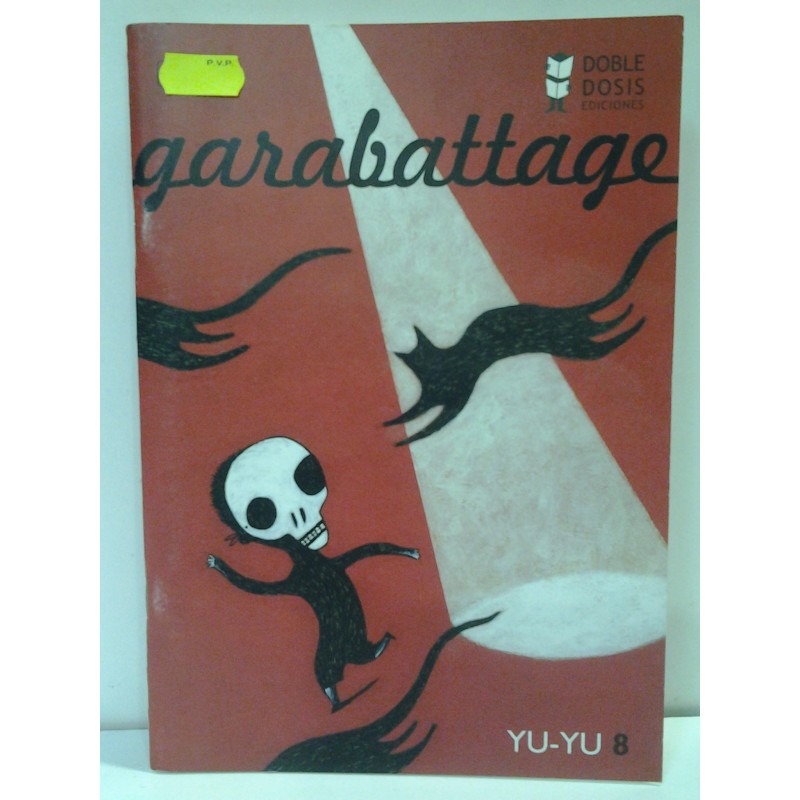 P.V.P.
DOBLE
DOSIS
EDICIONES
garabattage
YU-YU 8